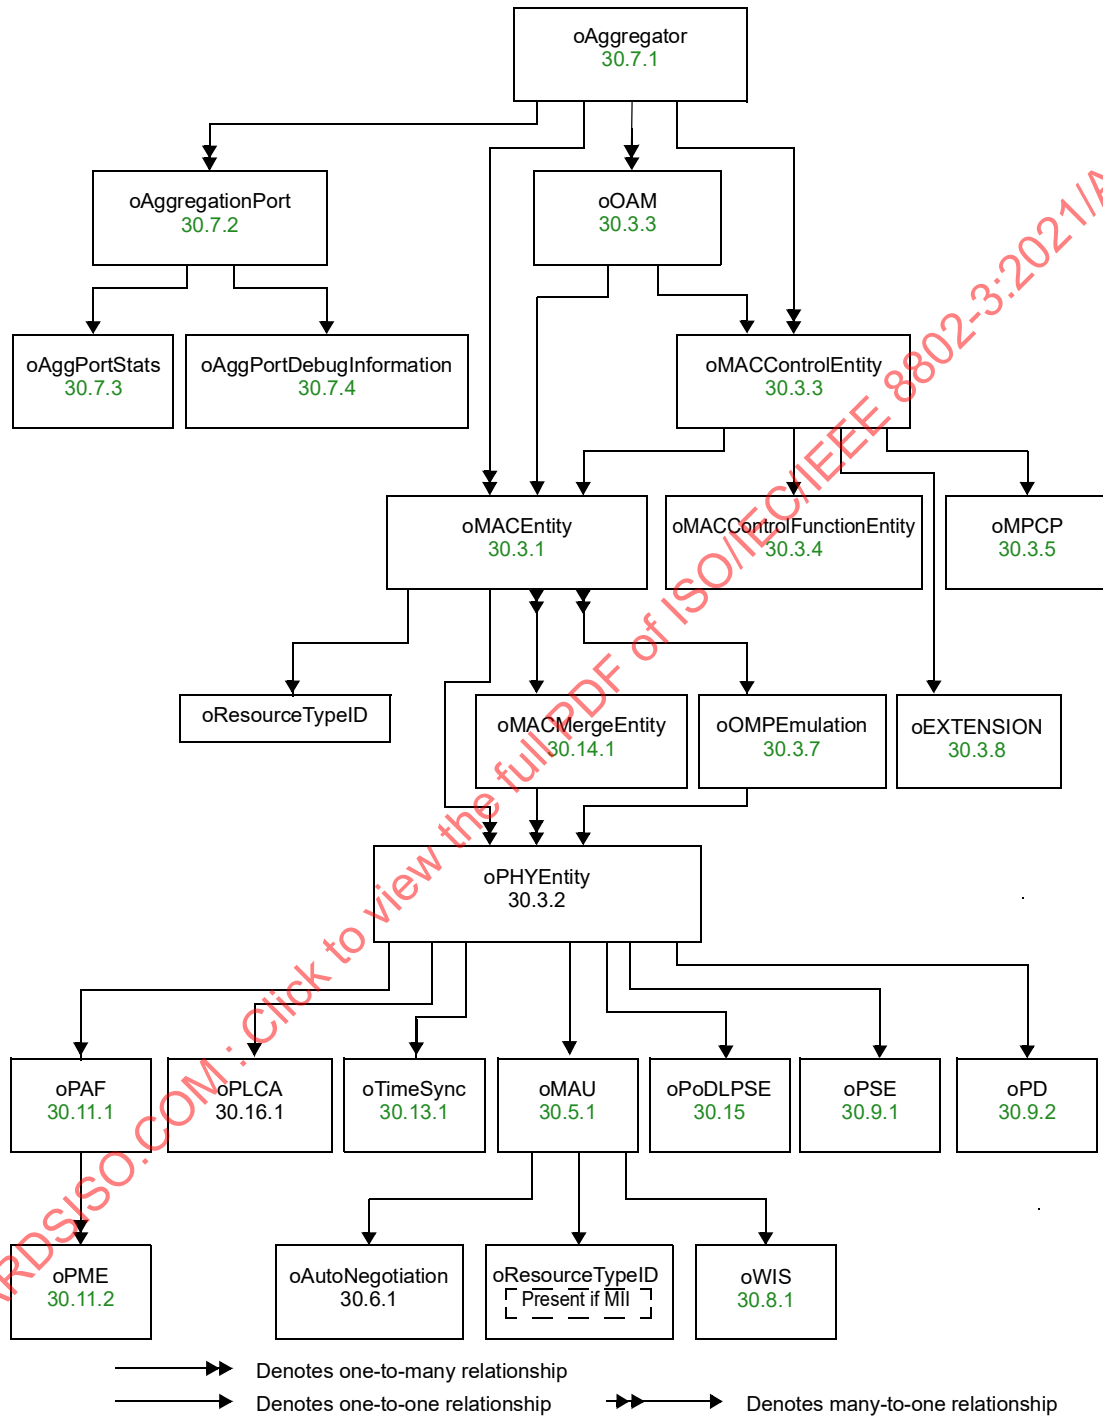 oAggregator
30.7.1
oAggregationPort
30.7.2
oOAM
30.3.3
oAggPortStats
30.7.3
oAggPortDebugInformation
30.7.4
oMACControlEntity
30.3.3
oMACEntity
30.3.1
oMACControlFunctionEntity
30.3.4
oMPCP
30.3.5
oResourceTypeID
oMACMergeEntity
30.14.1
oOMPEmulation
30.3.7
oEXTENSION
30.3.8
oPHYEntity
30.3.2
oPAF
30.11.1
oPLCA
30.16.1
oTimeSync
30.13.1
oMAU
30.5.1
oPoDLPSE
30.15
oPSE
30.9.1
oPD
30.9.2
oPME
30.11.2
oAutoNegotiation
30.6.1
oResourceTypeID
Present if MII
oWIS
30.8.1
Denotes one-to-many relationship
Denotes one-to-one relationship
Denotes many-to-one relationship
ARDSISO.COM : Click to view the full PDF of ISO/IEC/IEEE 8802-3:2021/A